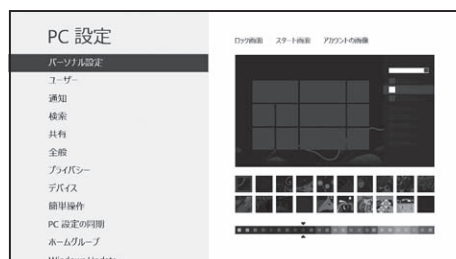 PC 設定
ロック画面 スタート画面 アカウントの画像
パーソナル設定
ユーザー
通知
検索
共有
全般
プライバシー
デバイス
簡単操作
PC 設定の同期
ホームグループ
Windows Update